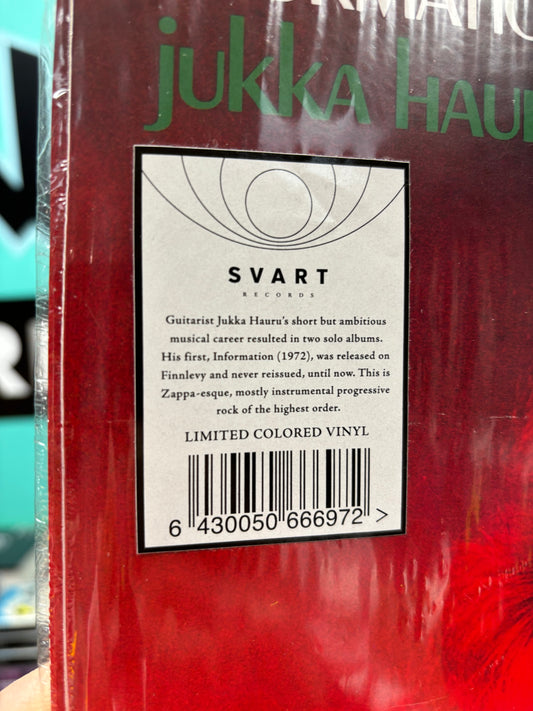 jukka
SVART
RECORDS
Guitarist Jukka Hauru's short but ambitious
musical career resulted in two solo albums.
His first, Information (1972), was released on
Finnlevy and never reissued, until now. This is
Zappa-esque, mostly instrumental progressive
rock of the highest order.
LIMITED COLORED VINYL
6 430050 666972 >